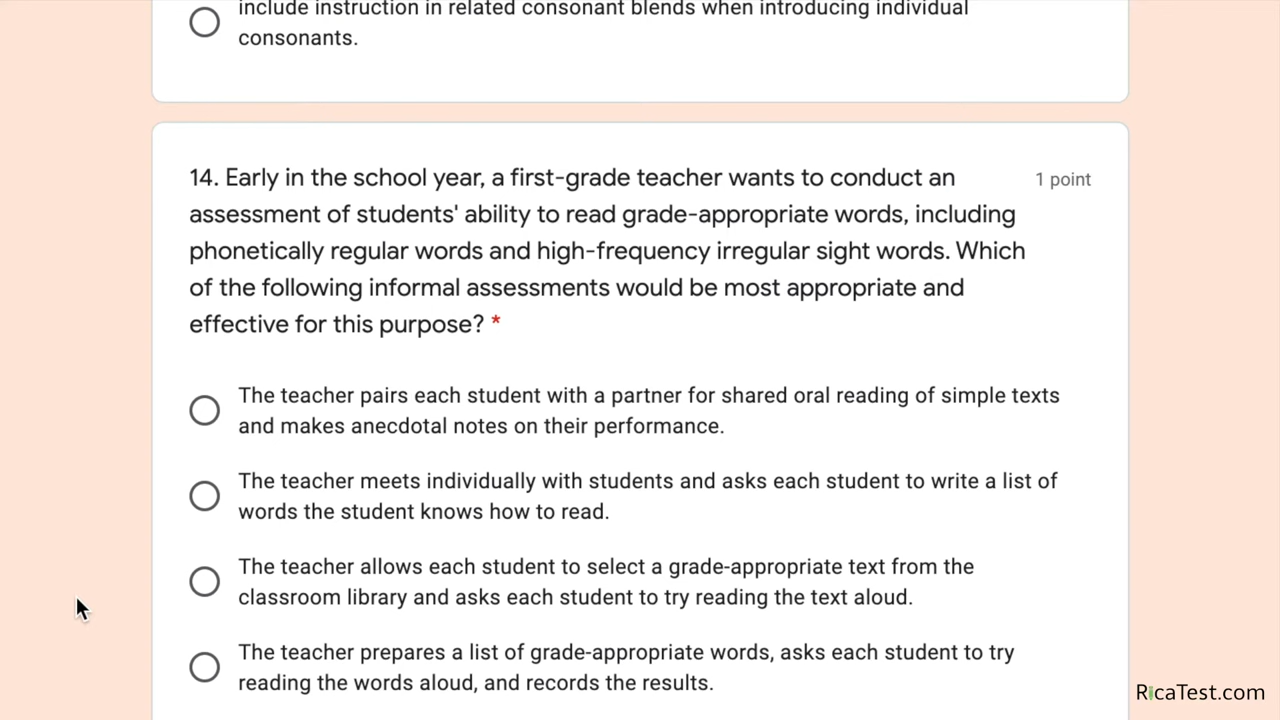 include instruction in related consonant blends when introducing individual
consonants.
14. Early in the school year, a first-grade teacher wants to conduct an
1 point
assessment of students' ability to read grade-appropriate words, including
phonetically regular words and high-frequency irregular sight words. Which
of the following informal assessments would be most appropriate and
effective for this purpose? *
The teacher pairs each student with a partner for shared oral reading of simple texts
and makes anecdotal notes on their performance.
The teacher meets individually with students and asks each student to write a list of
words the student knows how to read.
The teacher allows each student to select a grade-appropriate text from the
classroom library and asks each student to try reading the text aloud.
The teacher prepares a list of grade-appropriate words, asks each student to try
reading the words aloud, and records the results.
RicaTest.com